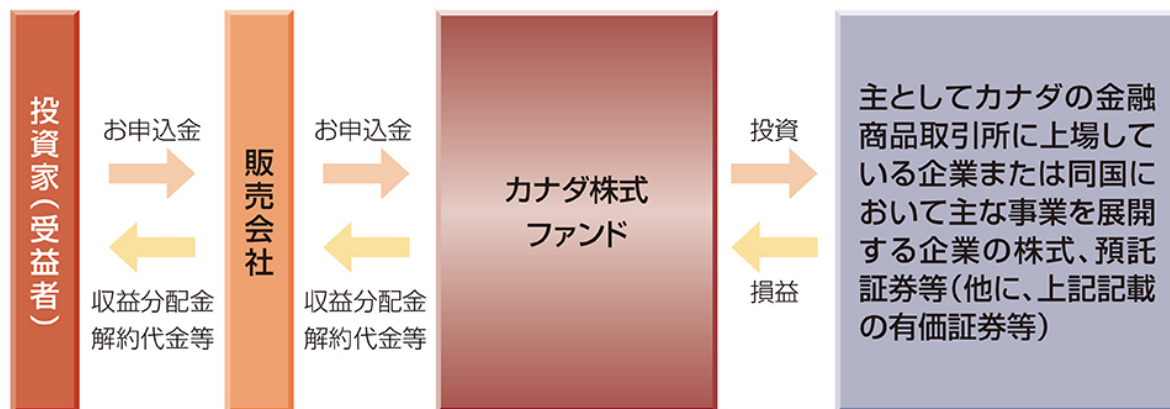 投資家(受益者)
お申込金
収益分配金
解約代金等
販売会社
お申込金
収益分配金
解約代金等
カナダ株式
ファンド
投資
損益
主としてカナダの金融
商品取引所に上場して
いる企業または同国に
おいて主な事業を展開
する企業の株式、預託
証券等(他に、上記記載
の有価証券等)